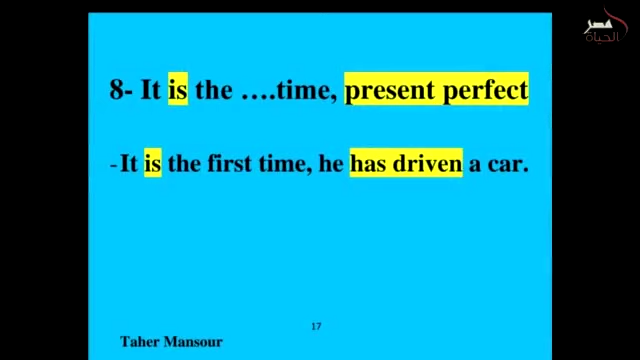 مصر
الحياة
8- It is the ….time, present perfect
-It is the first time, he has driven a car.
17
Taher Mansour